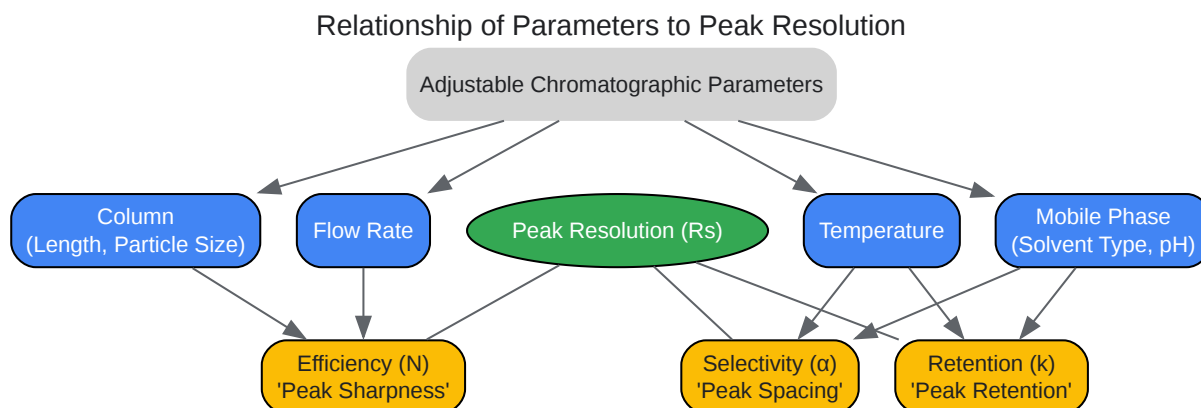 Relationship of Parameters to Peak Resolution
Adjustable Chromatographic Parameters
Column
(Length, Particle Size)
Flow Rate
Peak Resolution (Rs)
Temperature
Mobile Phase
(Solvent Type, pH)
Efficiency (N)
'Peak Sharpness'
Selectivity (α)
'Peak Spacing'
Retention (k)
'Peak Retention'